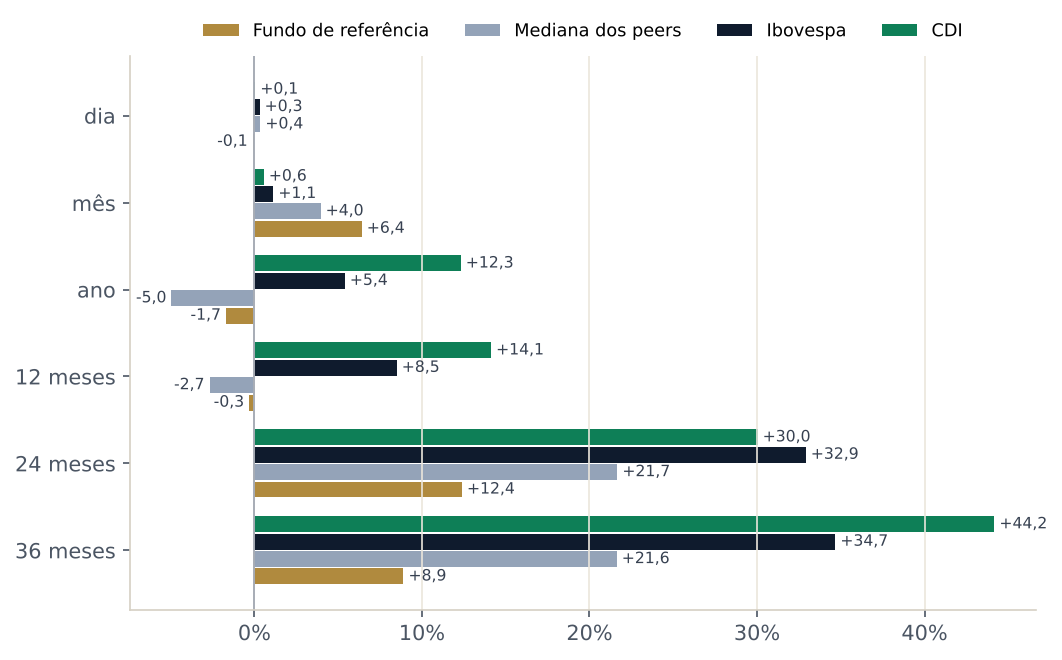 Fundo de referência Mediana dos peers Ibovespa CDI
+0,1
dia +0,3
+0,4
-0,1
+0,6
mês +1,1
+4,0
+6,4
+12,3
ano +5,4
-5,0
-1,7
+14,1
12 meses +8,5
-2,7
-0,3
+30,0
24 meses +32,9
+21,7
+12,4
+44,2
36 meses +34,7
+21,6
+8,9
0% 10% 20% 30% 40%